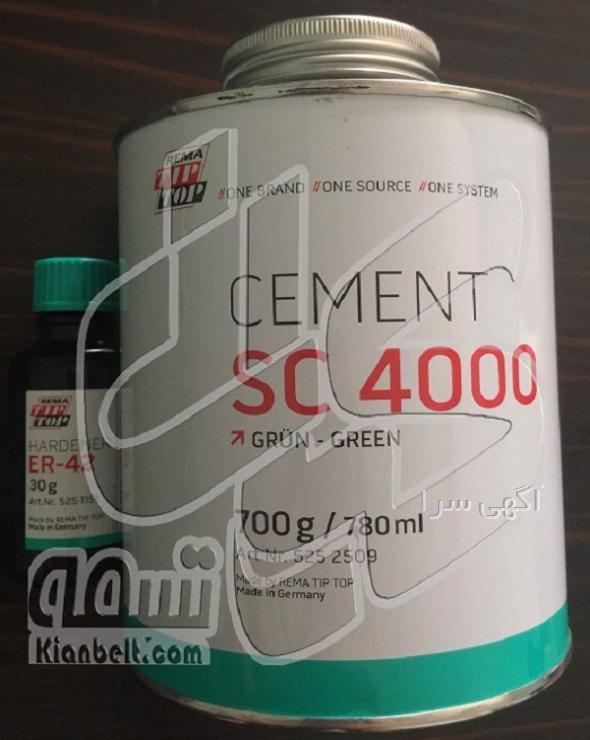 REMA
TIP
TOP
//ONE BRAND //ONE SOURCE //ONE SYSTEM
CEMENT
SC 4000
GRÜN - GREEN
700g / 780ml
Art.Nr. 525 2509
Made by REMA TIP TOP
Made in Germany
REMA
TIP
TOP
HARDENER
ER-42
30g
Art.Nr. 525 115
Made by REMA TIP TOP
Made in Germany
آگهی سرا
تسمه
Kianbelt.com